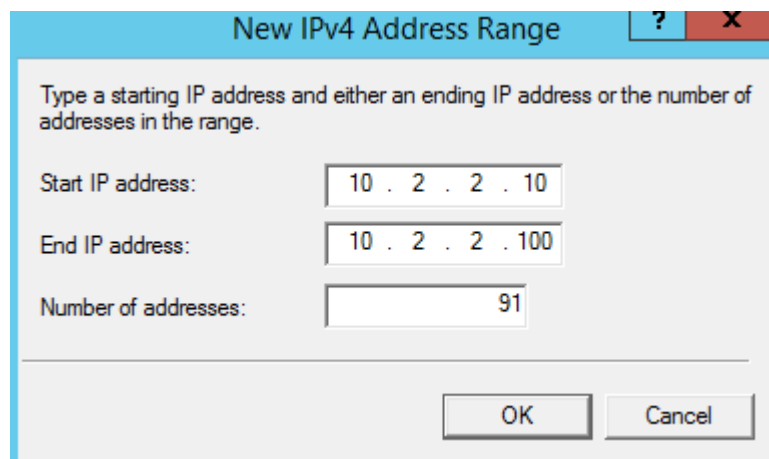 New IPv4 Address Range
? x
Type a starting IP address and either an ending IP address or the number of
addresses in the range.
Start IP address: 10 . 2 . 2 . 10
End IP address: 10 . 2 . 2 . 100
Number of addresses: 91
OK Cancel